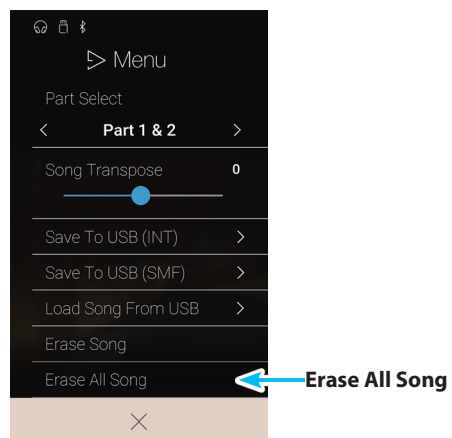 Menu
Part Select
Part 1 & 2
Song Transpose 0
Save To USB (INT)
Save To USB (SMF)
Load Song From USB
Erase Song
Erase All Song
Erase All Song